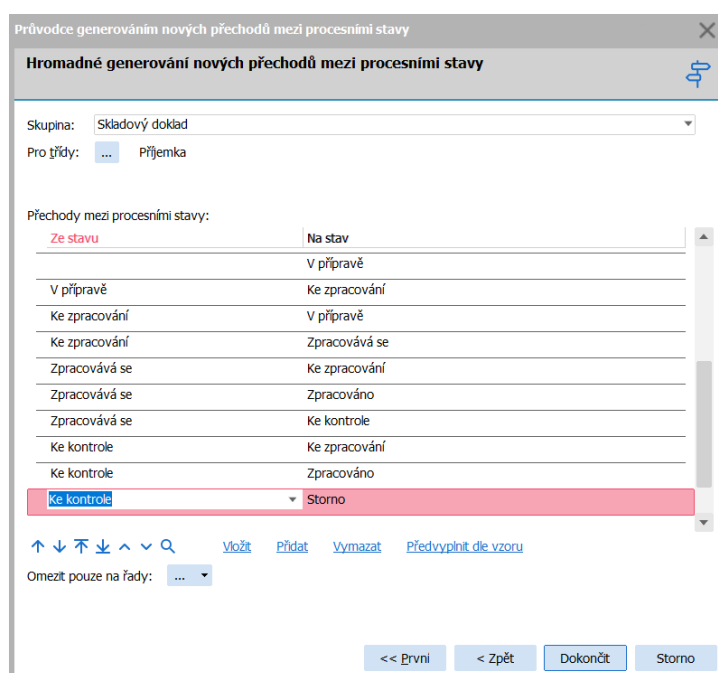 Průvodce generováním nových přechodů mezi procesními stavy
Hromadné generování nových přechodů mezi procesními stavy
Skupina: Skladový doklad
Pro třídy: ... Příjemka
Přechody mezi procesními stavy:
Ze stavu Na stav
V přípravě
V přípravě Ke zpracování
Ke zpracování V přípravě
Ke zpracování Zpracovává se
Zpracovává se Ke zpracování
Zpracovává se Zpracováno
Zpracovává se Ke kontrole
Ke kontrole Ke zpracování
Ke kontrole Zpracováno
Ke kontrole Storno
Vložit Přidat Vymazat Předvyplnit dle vzoru
Omezit pouze na řady: ...
<< První < Zpět Dokončit Storno